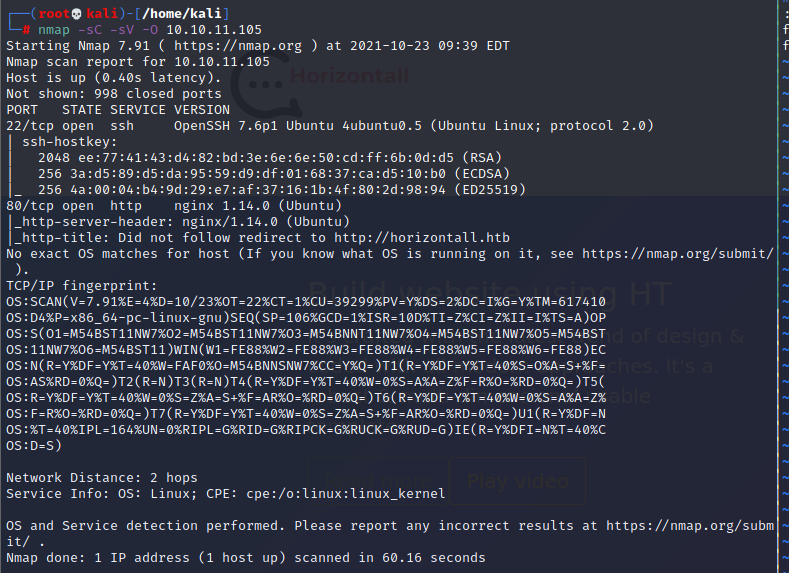 ┌──(root💀kali)-[/home/kali]
└─# nmap -sC -sV -O 10.10.11.105
Starting Nmap 7.91 ( https://nmap.org ) at 2021-10-23 09:39 EDT
Nmap scan report for 10.10.11.105
Host is up (0.40s latency).
Not shown: 998 closed ports
PORT   STATE SERVICE VERSION
22/tcp open  ssh     OpenSSH 7.6p1 Ubuntu 4ubuntu0.5 (Ubuntu Linux; protocol 2.0)
| ssh-hostkey:
|   2048 ee:77:41:43:d4:82:bd:3e:6e:6e:50:cd:ff:6b:0d:d5 (RSA)
|   256 3a:d5:89:d5:da:95:59:d9:df:01:68:37:ca:d5:10:b0 (ECDSA)
|_  256 4a:00:04:b4:9d:29:e7:af:37:16:1b:4f:80:2d:98:94 (ED25519)
80/tcp open  http    nginx 1.14.0 (Ubuntu)
|_http-server-header: nginx/1.14.0 (Ubuntu)
|_http-title: Did not follow redirect to http://horizontall.htb
No exact OS matches for host (If you know what OS is running on it, see https://nmap.org/submit/
 ).
TCP/IP fingerprint:
OS:SCAN(V=7.91%E=4%D=10/23%OT=22%CT=1%CU=39299%PV=Y%DS=2%DC=I%G=Y%TM=617410
OS:D4%P=x86_64-pc-linux-gnu)SEQ(SP=106%GCD=1%ISR=10D%TI=Z%CI=Z%II=I%TS=A)OP
OS:S(O1=M54BST11NW7%O2=M54BST11NW7%O3=M54BNNT11NW7%O4=M54BST11NW7%O5=M54BST
OS:11NW7%O6=M54BST11)WIN(W1=FE88%W2=FE88%W3=FE88%W4=FE88%W5=FE88%W6=FE88)EC
OS:N(R=Y%DF=Y%T=40%W=FAF0%O=M54BNNSNW7%CC=Y%Q=)T1(R=Y%DF=Y%T=40%S=O%A=S+%F=
OS:AS%RD=0%Q=)T2(R=N)T3(R=N)T4(R=Y%DF=Y%T=40%W=0%S=A%A=Z%F=R%O=%RD=0%Q=)T5(
OS:R=Y%DF=Y%T=40%W=0%S=Z%A=S+%F=AR%O=%RD=0%Q=)T6(R=Y%DF=Y%T=40%W=0%S=A%A=Z%
OS:F=R%O=%RD=0%Q=)T7(R=Y%DF=Y%T=40%W=0%S=Z%A=S+%F=AR%O=%RD=0%Q=)U1(R=Y%DF=N
OS:%T=40%IPL=164%UN=0%RIPL=G%RID=G%RIPCK=G%RUCK=G%RUD=G)IE(R=Y%DFI=N%T=40%C
OS:D=S)
Network Distance: 2 hops
Service Info: OS: Linux; CPE: cpe:/o:linux:linux_kernel
OS and Service detection performed. Please report any incorrect results at https://nmap.org/subm
it/ .
Nmap done: 1 IP address (1 host up) scanned in 60.16 seconds
Horizontall
Build website using HT
nd of design &
ches. It's a
able
Play video